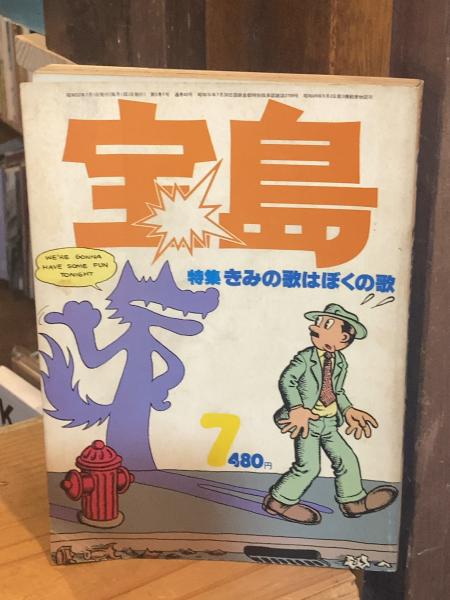 宝島
特集 きみの歌はぼくの歌
WE'RE GONNA
HAVE SOME FUN
TONIGHT
7
480円
k